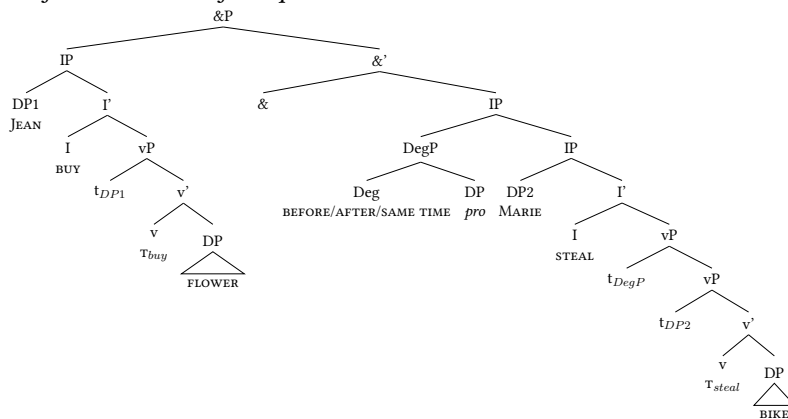 &P
IP &'
DP1 I' & IP
JEAN
I vP DegP IP
BUY
t_DP1 v' Deg DP DP2 I'
BEFORE/AFTER/SAME TIME pro MARIE
v DP I vP
T_buy STEAL
FLOWER t_DegP vP
t_DP2 v'
v DP
T_steal
BIKE